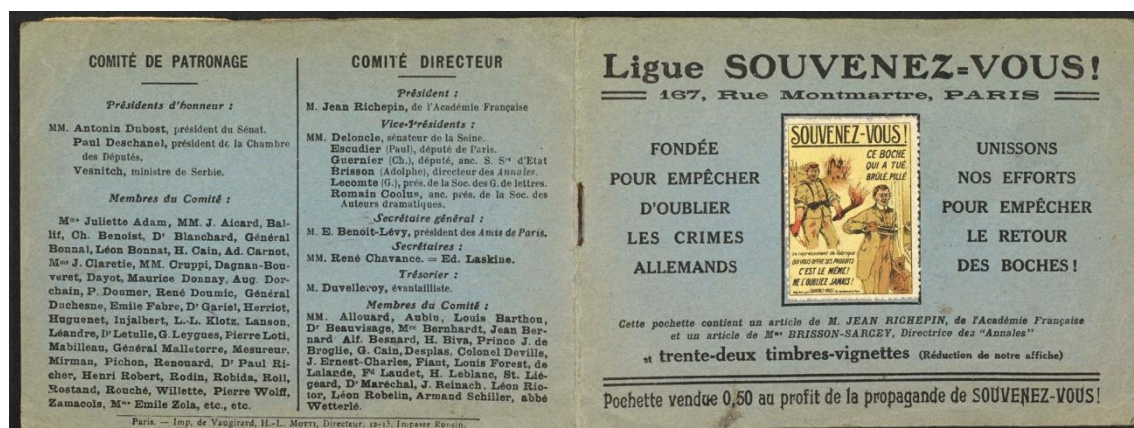 COMITÉ DE PATRONAGE
Présidents d'honneur :
MM. Antonin Dubost, président du Sénat.
Paul Deschanel, président de la Chambre
des Députés.
Vesnitch, ministre de Serbie.
Membres du Comité :
Mme Juliette Adam, MM. J. Aicard, Bal-
lif, Ch. Benoist, Dr Blanchard, Général
Bonnal, Léon Bonnat, H. Cain, Ad. Carnot,
Mme J. Claretie, MM. Cruppi, Dagnan-Bou-
veret, Dayot, Maurice Donnay, Aug. Dor-
chain, P. Doumer, René Doumic, Général
Duchesne, Emile Fabre, Dr Gariel, Herriot,
Huguenet, Injalbert, L.-L. Klotz, Lanson,
Léandre, Dr Letulle, G. Leygues, Pierre Loti,
Mabilleau, Général Malleterre, Mesureur.
Mirman, Pichon, Renouard, Dr Paul Ri-
cher, Henri Robert, Rodin, Robida, Roll,
Rostand, Rouché, Willette, Pierre Wolff,
Zamacoïs, Mme Emile Zola, etc., etc.
COMITÉ DIRECTEUR
Président :
M. Jean Richepin, de l'Académie Française
Vice-Présidents :
MM. Deloncle, sénateur de la Seine.
Escudier (Paul), député de Paris.
Guernier (Ch.), député, anc. S. Sre d'Etat
Brisson (Adolphe), directeur des Annales.
Lecomte (G.), prés. de la Soc. des G. de lettres.
Romain Coolus, anc. prés. de la Soc. des
Auteurs dramatiques.
Secrétaire général :
M. E. Benoit-Lévy, président des Amis de Paris.
Secrétaires :
MM. René Chavance. = Ed. Laskine.
Trésorier :
M. Duvelleroy, éventailliste.
Membres du Comité :
MM. Allouard, Aubin, Louis Barthou,
Dr Beauvisage, Mce Bernhardt, Jean Ber-
nard Alf. Besnard, H. Biva, Prince J. de
Broglie, G. Cain, Desplas, Colonel Deville,
J. Ernest-Charles, Fiant, Louis Forest, de
Lalande, Fd Laudet, H. Leblanc, St. Lié-
geard, Dr Maréchal, J. Reinach, Léon Rio-
tor, Léon Robelin, Armand Schiller, abbé
Wetterlé.
Paris. — Imp. de Vaugirard, H.-L. Motti, Directeur, 12-13, Impasse Ronsin.
Ligue SOUVENEZ=VOUS!
167, Rue Montmartre, PARIS
FONDÉE
POUR EMPÊCHER
D'OUBLIER
LES CRIMES
ALLEMANDS
SOUVENEZ-VOUS !
CE BOCHE
QUI A TUÉ,
BRÛLÉ, PILLÉ
ce représentant de fabrique
QUI VOUS OFFRE SES PRODUITS
C'EST LE MÊME!
NE L'OUBLIEZ JAMAIS !
UNISSONS
NOS EFFORTS
POUR EMPÊCHER
LE RETOUR
DES BOCHES !
Cette pochette contient un article de M. JEAN RICHEPIN, de l'Académie Française
et un article de Mme BRISSON-SARCEY, Directrice des "Annales"
et trente-deux timbres-vignettes (Réduction de notre affiche)
Pochette vendue 0,50 au profit de la propagande de SOUVENEZ-VOUS!